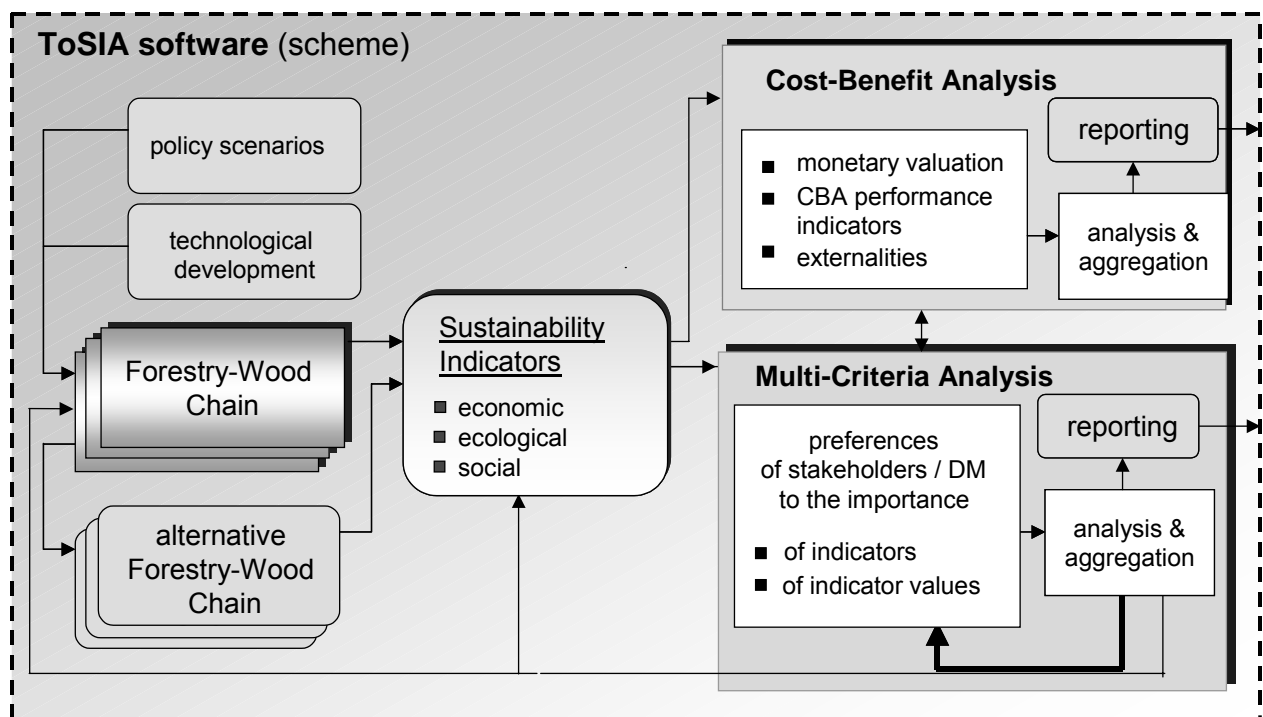 ToSIA software (scheme)
policy scenarios
technological
development
Forestry-Wood
Chain
alternative
Forestry-Wood
Chain
Sustainability
Indicators
economic
ecological
social
Cost-Benefit Analysis
monetary valuation
CBA performance
indicators
externalities
reporting
analysis &
aggregation
Multi-Criteria Analysis
preferences
of stakeholders / DM
to the importance
of indicators
of indicator values
reporting
analysis &
aggregation